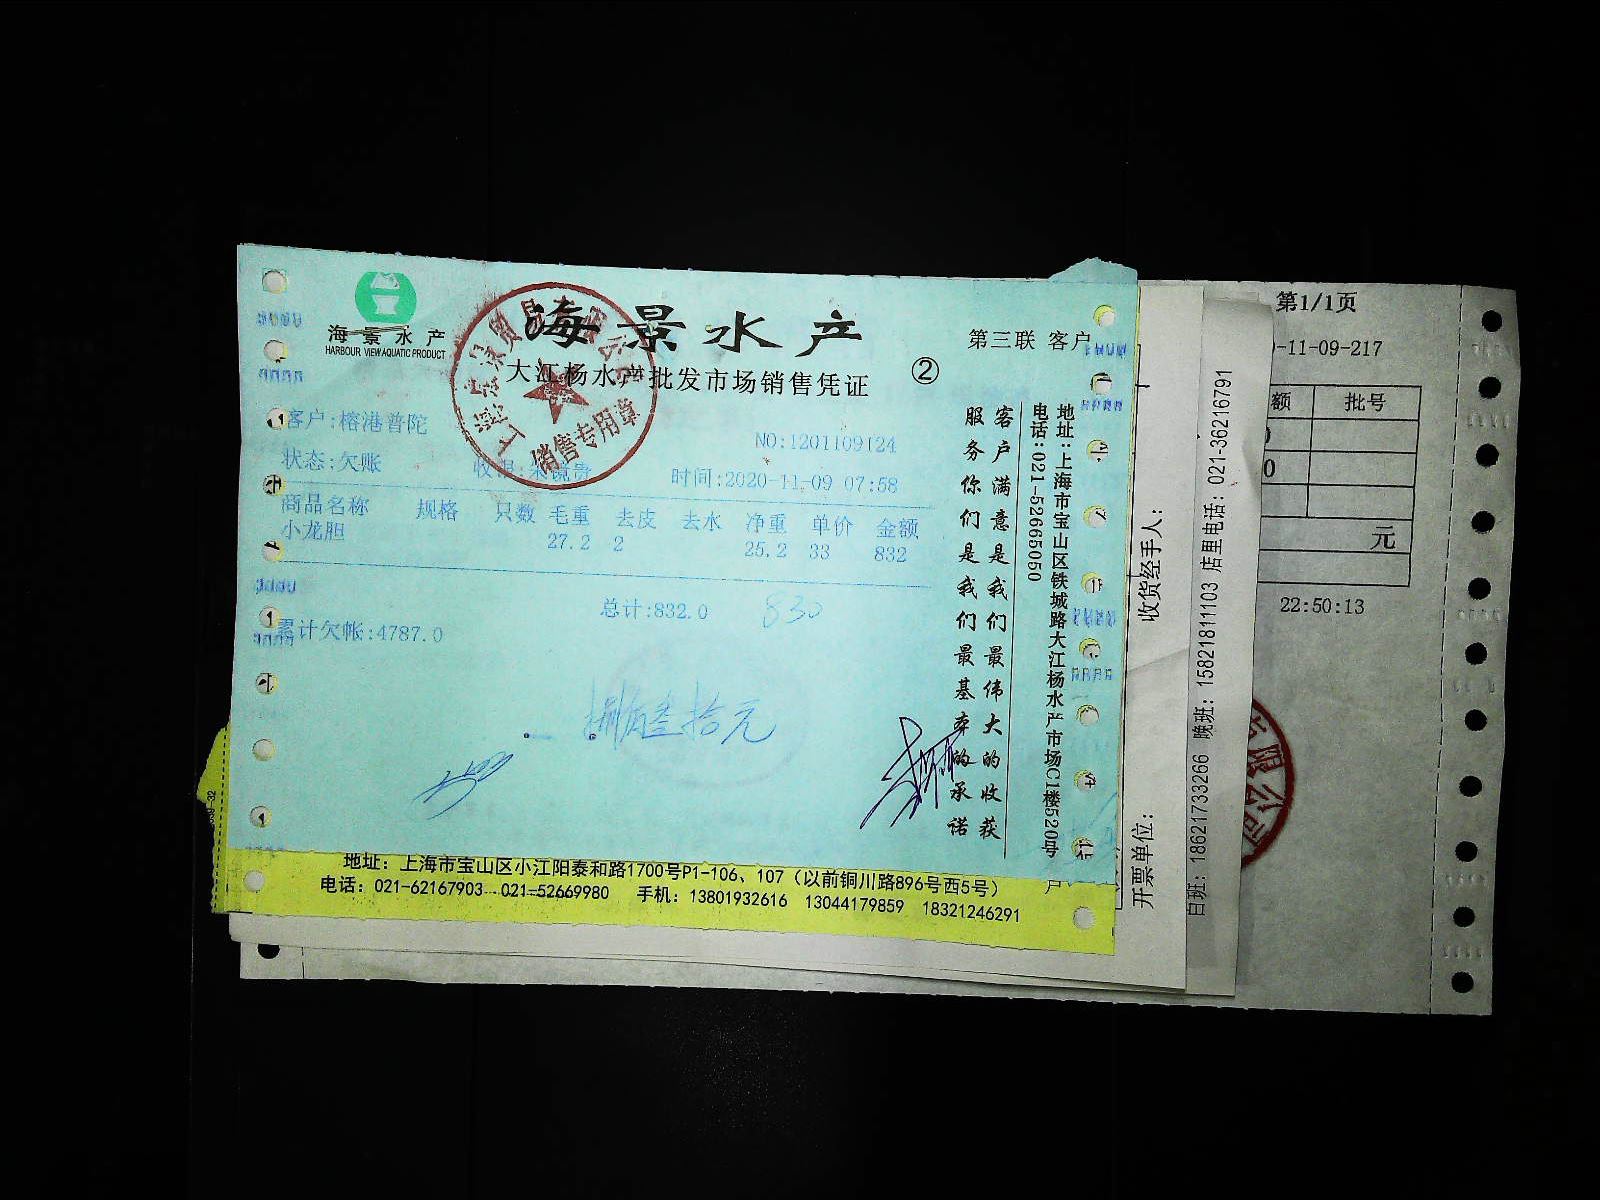 海景水产
HARBOUR VIEW AQUATIC PRODUCT
海景水产
大江杨水产批发市场销售凭证
②
第三联 客户
销售专用章
客户:榕港普陀
NO:1201109124
状态:欠账
时间:2020-11-09 07:58
商品名称 规格 只数 毛重 去皮 去水 净重 单价 金额
小龙胆 27.2 2 25.2 33 832
总计:832.0 830
累计欠帐:4787.0
捌佰叁拾元
客户满意是我们最伟大的收获
服务你们是我们最基本的承诺
地址:上海市宝山区铁城路大江杨水产市场C1楼520号
电话:021-52665050
地址：上海市宝山区小江阳泰和路1700号P1-106、107（以前铜川路896号西5号）
电话：021-62167903 021-52669980 手机：13801932616 13044179859 18321246291
户
收货经手人：
开票单位：
白班：18621733266 晚班：15821811103 店里电话：021-36216791
第1/1页
-11-09-217
额 批号
0
元
22:50:13
限公司